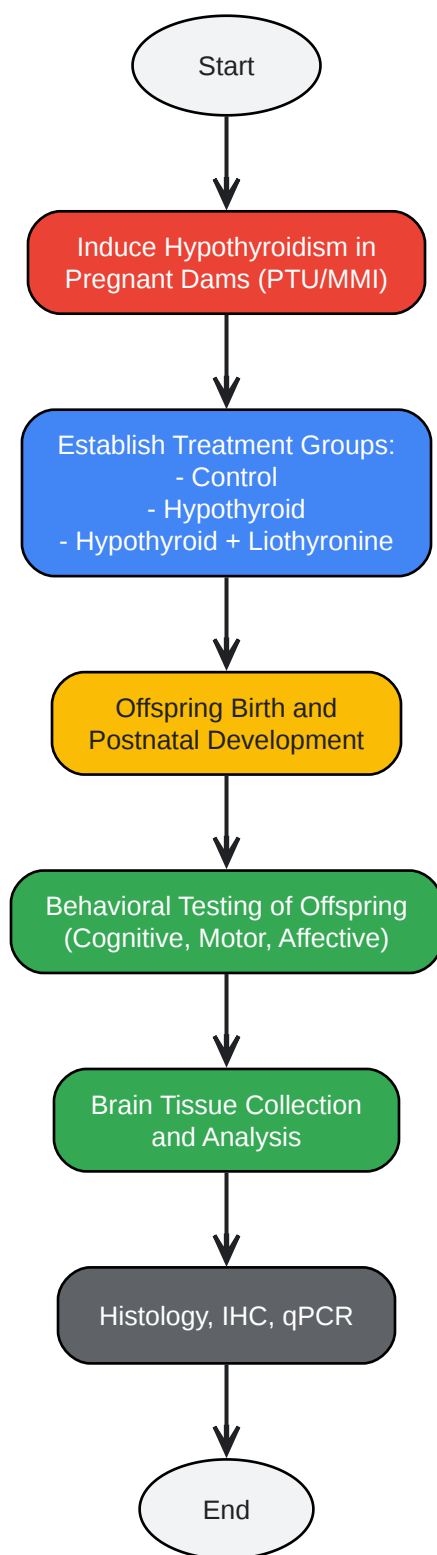 Start
Induce Hypothyroidism in
Pregnant Dams (PTU/MMI)
Establish Treatment Groups:
- Control
- Hypothyroid
- Hypothyroid + Liothyronine
Offspring Birth and
Postnatal Development
Behavioral Testing of Offspring
(Cognitive, Motor, Affective)
Brain Tissue Collection
and Analysis
Histology, IHC, qPCR
End